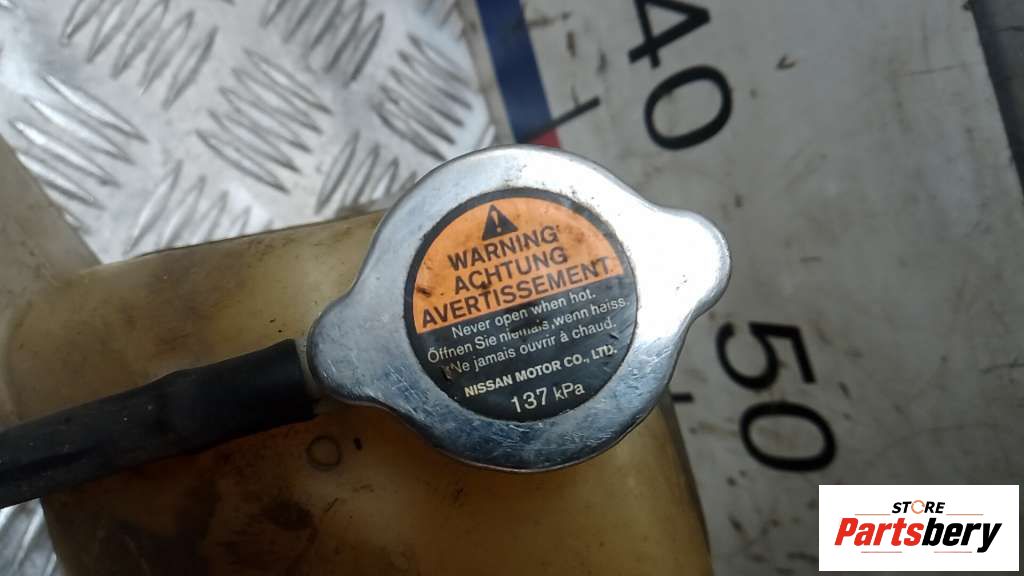 WARNING
ACHTUNG
AVERTISSEMENT
Never open when hot.
Öffnen Sie niemals, wenn haiss.
Ne jamais ouvrir à chaud.
NISSAN MOTOR CO., LTD.
137 kPa
40
50
STORE
Partsbery